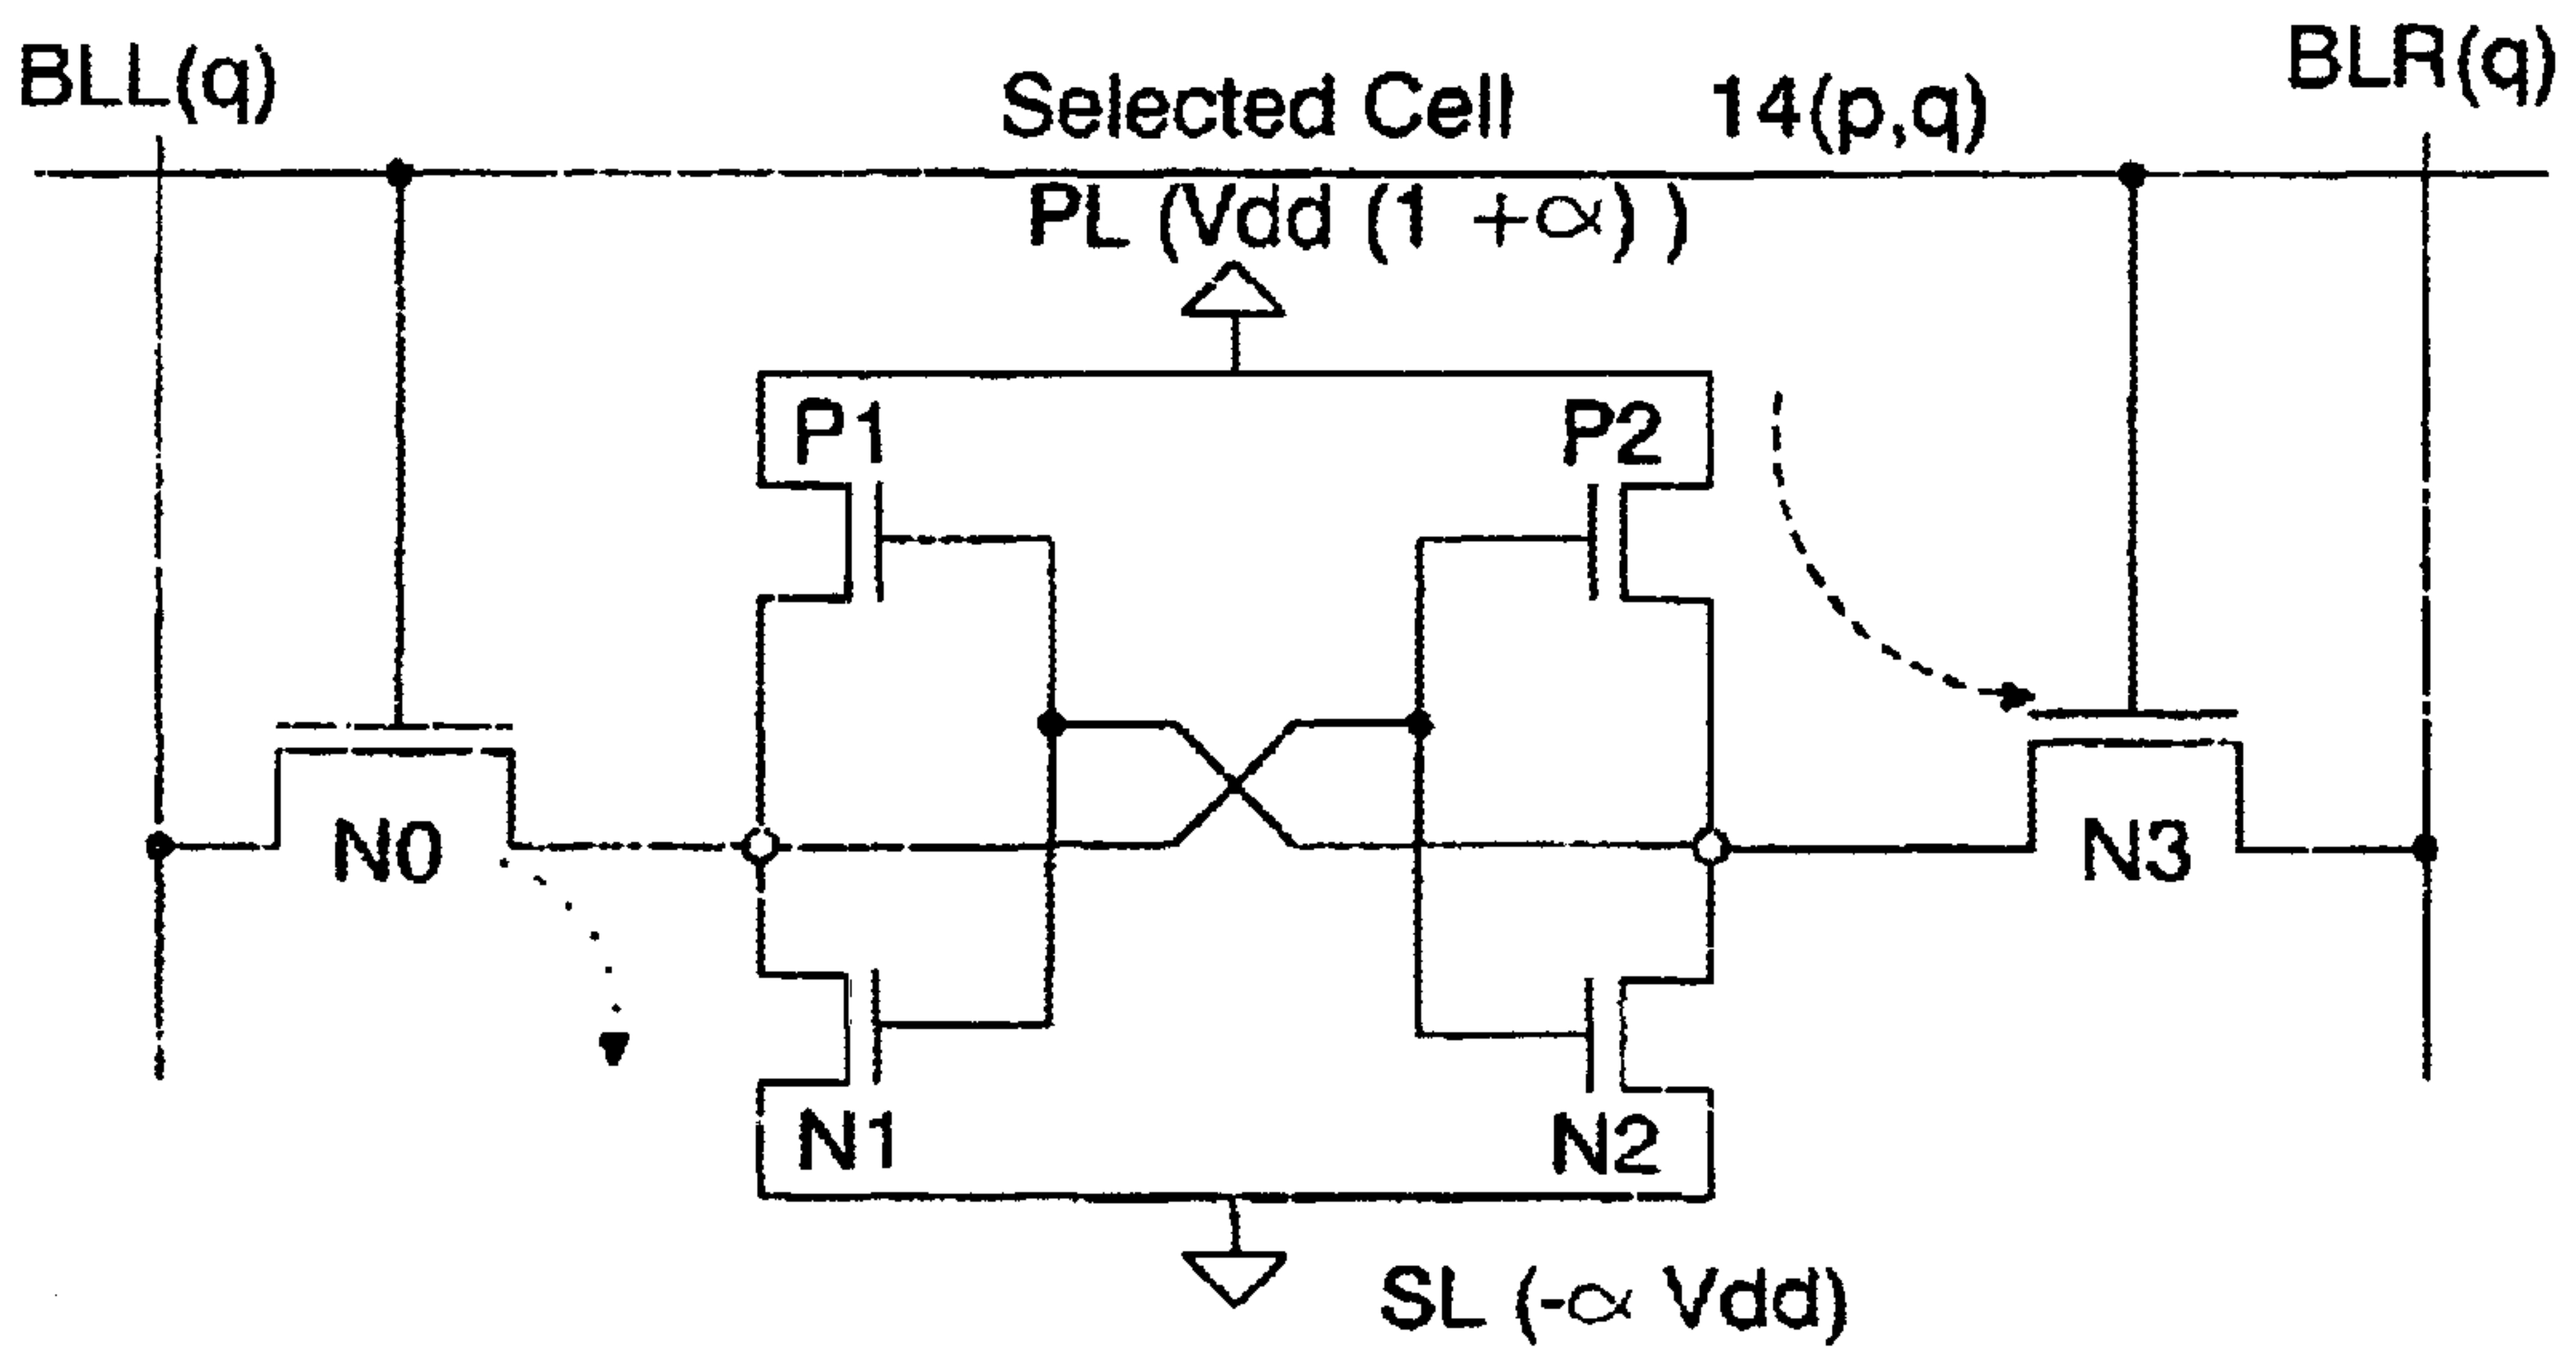 BLL(q)
BLR(q)
Selected Cell 14(p,q)
PL (Vdd (1 +α) )
P1
P2
N0
N3
N1
N2
SL (-α Vdd)